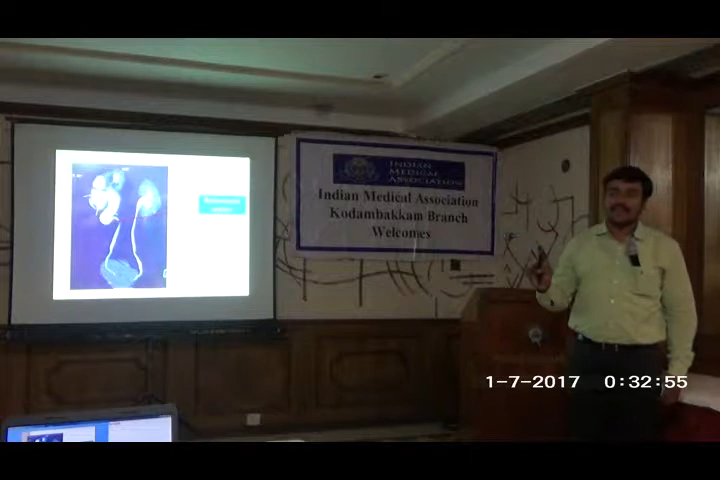 INDIAN
MEDICAL
ASSOCIATION
Indian Medical Association
Kodambakkam Branch
Welcomes
1-7-2017 0:32:55